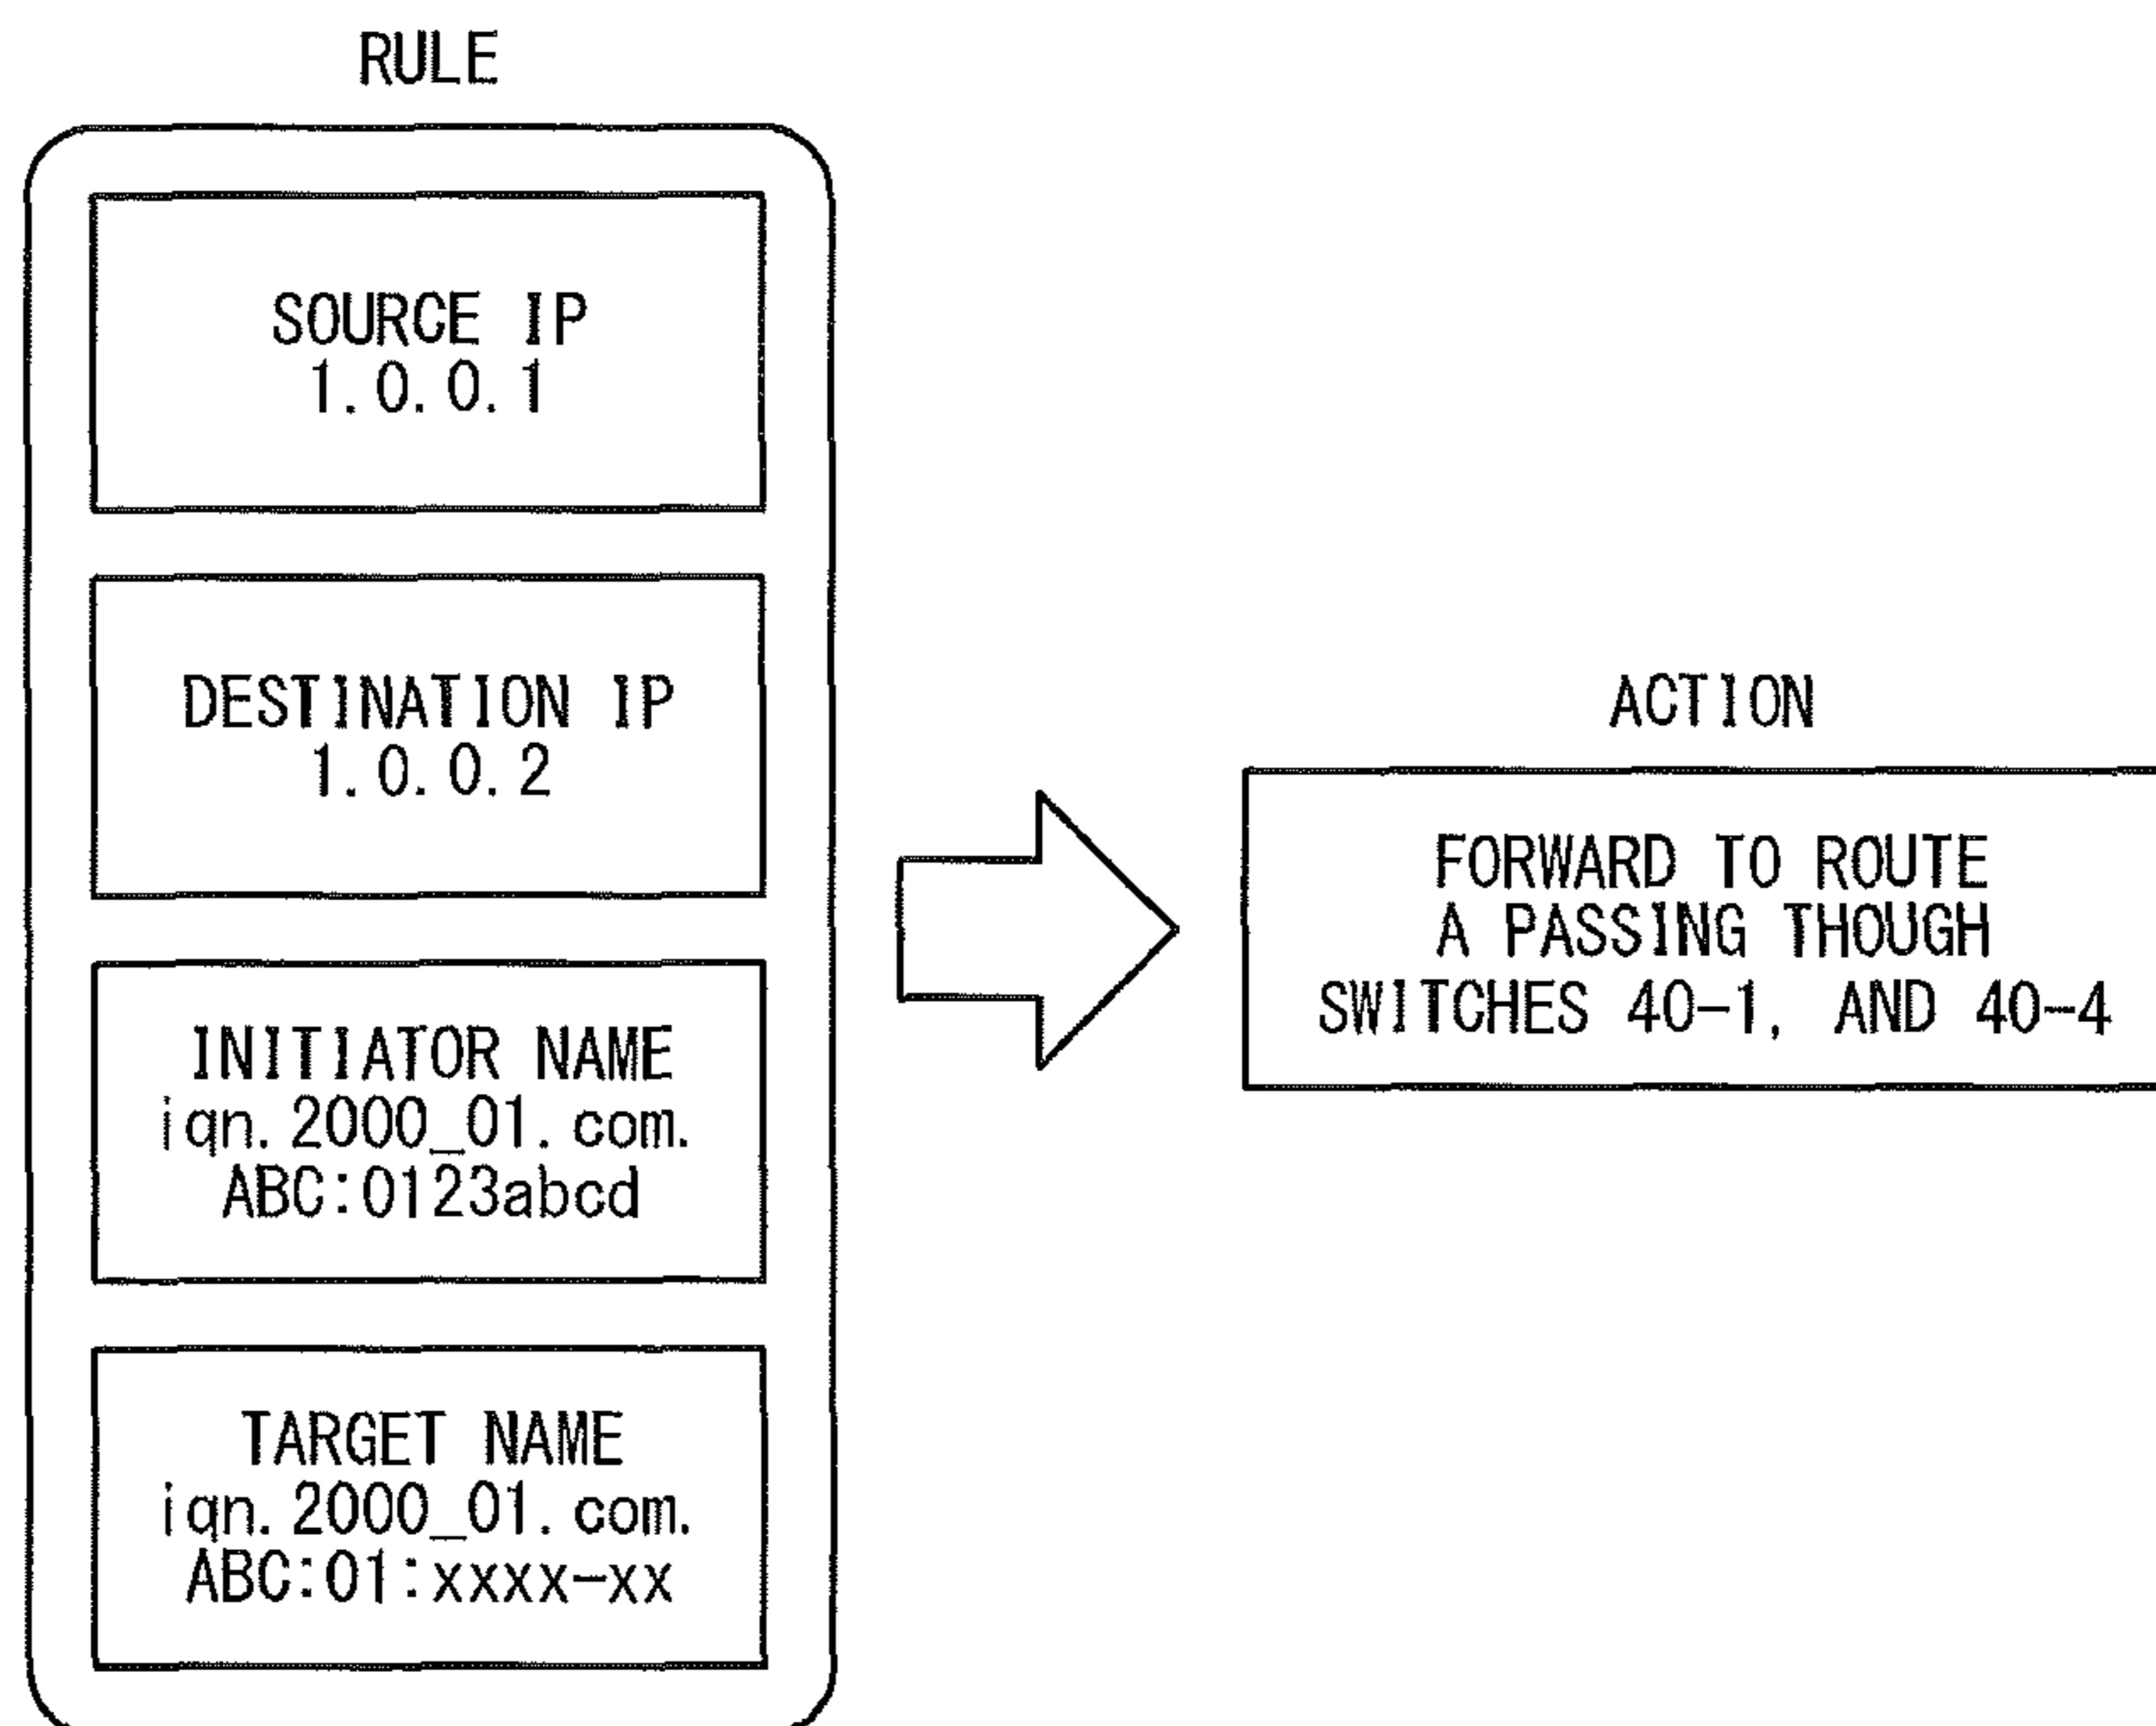 RULE
SOURCE IP
1.0.0.1
DESTINATION IP
1.0.0.2
INITIATOR NAME
iqn.2000_01.com.
ABC:0123abcd
TARGET NAME
iqn.2000_01.com.
ABC:01:xxxx-xx
ACTION
FORWARD TO ROUTE
A PASSING THOUGH
SWITCHES 40-1, AND 40-4